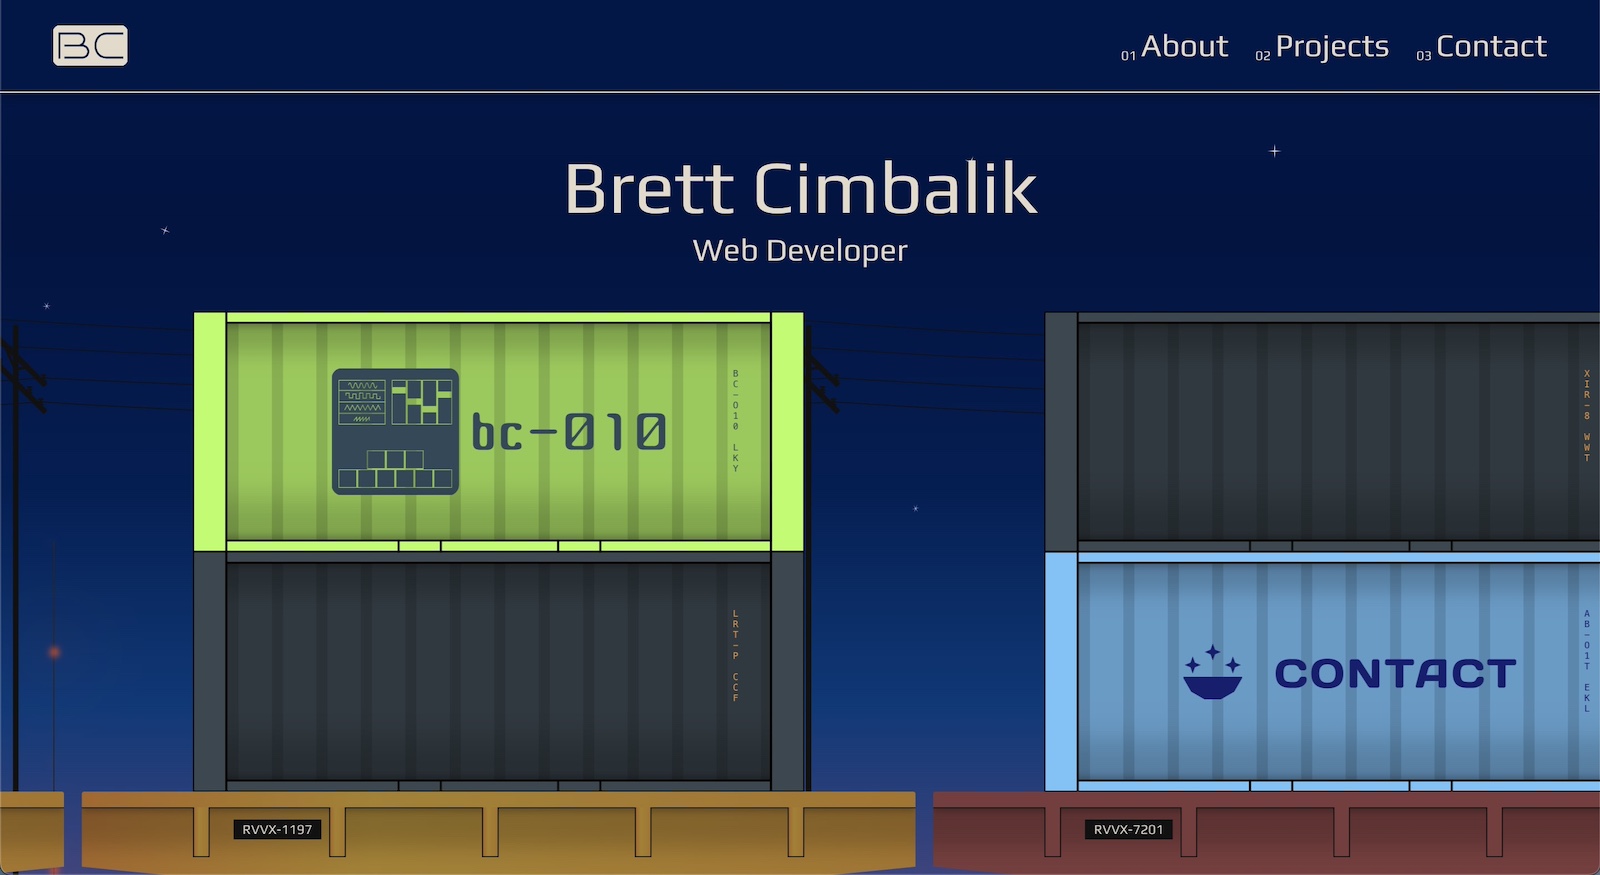 BC
01 About 02 Projects 03 Contact
Brett Cimbalik
Web Developer
bc-010
BC-010 LKY
XIR-8 WWT
LRT-P CCF
CONTACT
AB-01T EKL
RVVX-1197
RVVX-7201